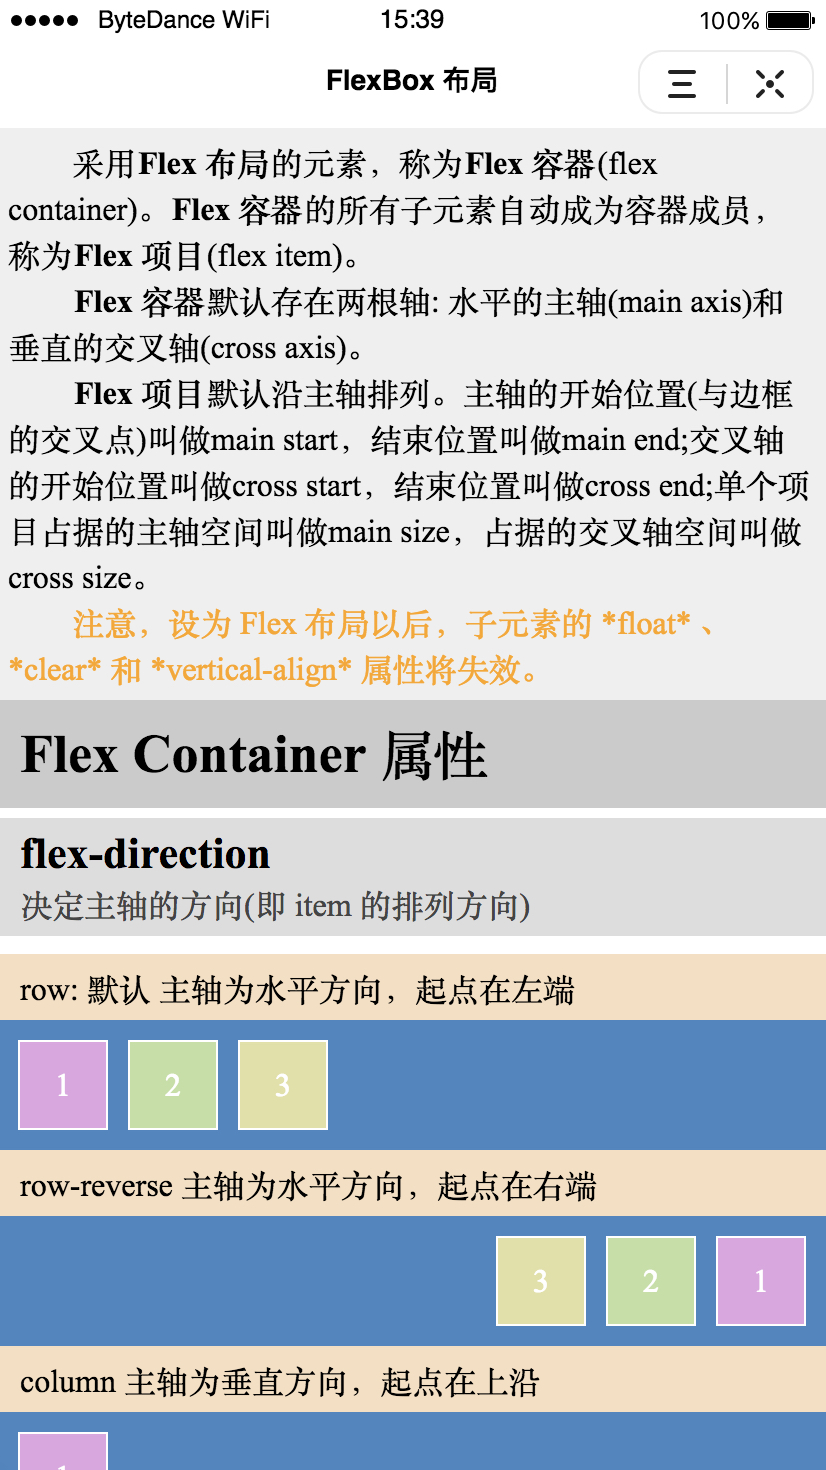 ByteDance WiFi 15:39 100%
FlexBox 布局
采用Flex 布局的元素，称为Flex 容器(flex
container)。Flex 容器的所有子元素自动成为容器成员，
称为Flex 项目(flex item)。
Flex 容器默认存在两根轴: 水平的主轴(main axis)和
垂直的交叉轴(cross axis)。
Flex 项目默认沿主轴排列。主轴的开始位置(与边框
的交叉点)叫做main start，结束位置叫做main end;交叉轴
的开始位置叫做cross start，结束位置叫做cross end;单个项
目占据的主轴空间叫做main size，占据的交叉轴空间叫做
cross size。
注意，设为 Flex 布局以后，子元素的 *float* 、
*clear* 和 *vertical-align* 属性将失效。
Flex Container 属性
flex-direction
决定主轴的方向(即 item 的排列方向)
row: 默认 主轴为水平方向，起点在左端
1 2 3
row-reverse 主轴为水平方向，起点在右端
3 2 1
column 主轴为垂直方向，起点在上沿